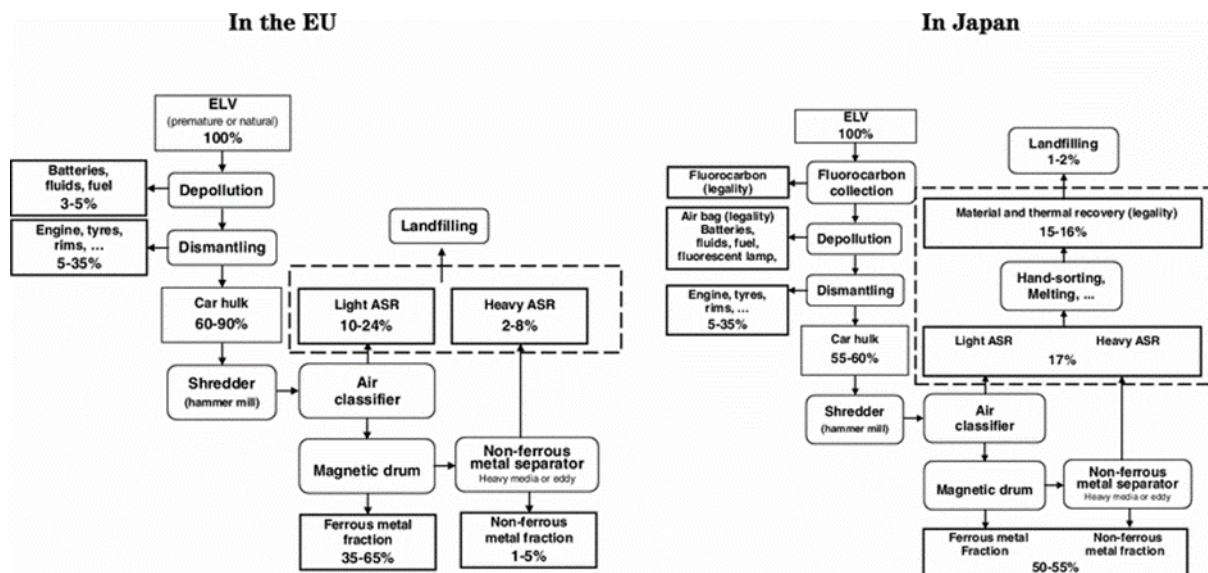 In the EU
ELV
(premature or natural)
100%
Batteries,
fluids, fuel
3-5%
Depollution
Engine, tyres,
rims, ...
5-35%
Dismantling
Landfilling
Car hulk
60-90%
Light ASR
10-24%
Heavy ASR
2-8%
Shredder
(hammer mill)
Air
classifier
Magnetic drum
Non-ferrous
metal separator
Heavy media or eddy
Ferrous metal
fraction
35-65%
Non-ferrous
metal fraction
1-5%
In Japan
ELV
100%
Landfilling
1-2%
Fluorocarbon
(legality)
Fluorocarbon
collection
Material and thermal recovery (legality)
15-16%
Air bag (legality)
Batteries,
fluids, fuel,
fluorescent lamp,
Depollution
Hand-sorting,
Melting, ...
Engine, tyres,
rims, ...
5-35%
Dismantling
Car hulk
55-60%
Light ASR
Heavy ASR
17%
Shredder
(hammer mill)
Air
classifier
Magnetic drum
Non-ferrous
metal separator
Heavy media or eddy
Ferrous metal
Fraction
Non-ferrous
metal fraction
50-55%